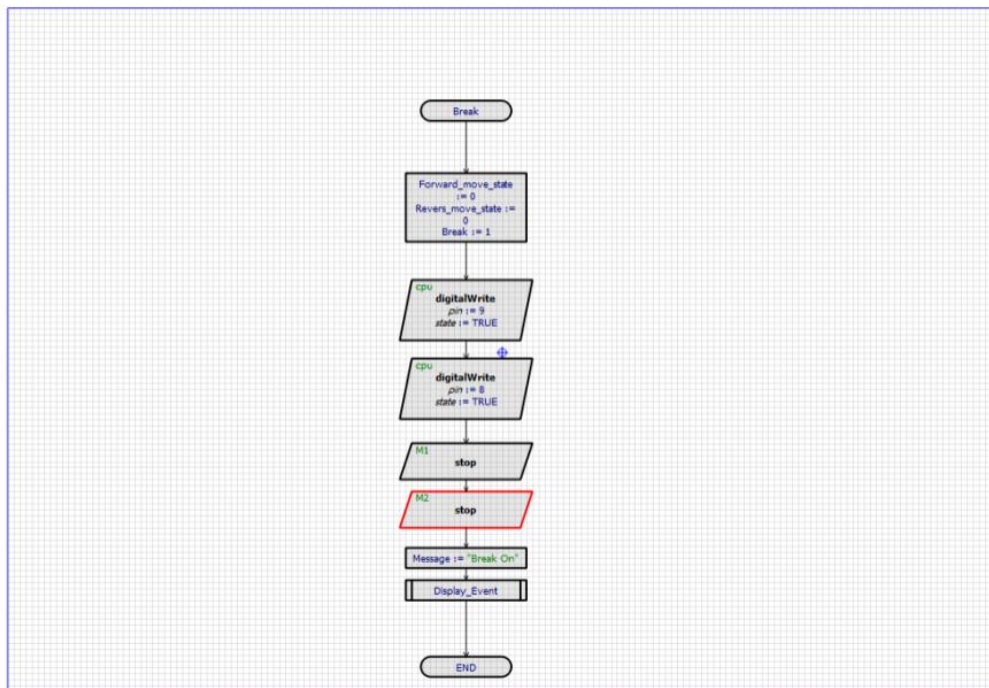 Break
Forward_move_state
:= 0
Revers_move_state :=
0
Break := 1
cpu
digitalWrite
pin := 9
state := TRUE
cpu
digitalWrite
pin := 8
state := TRUE
M1
stop
M2
stop
Message := "Break On"
Display_Event
END